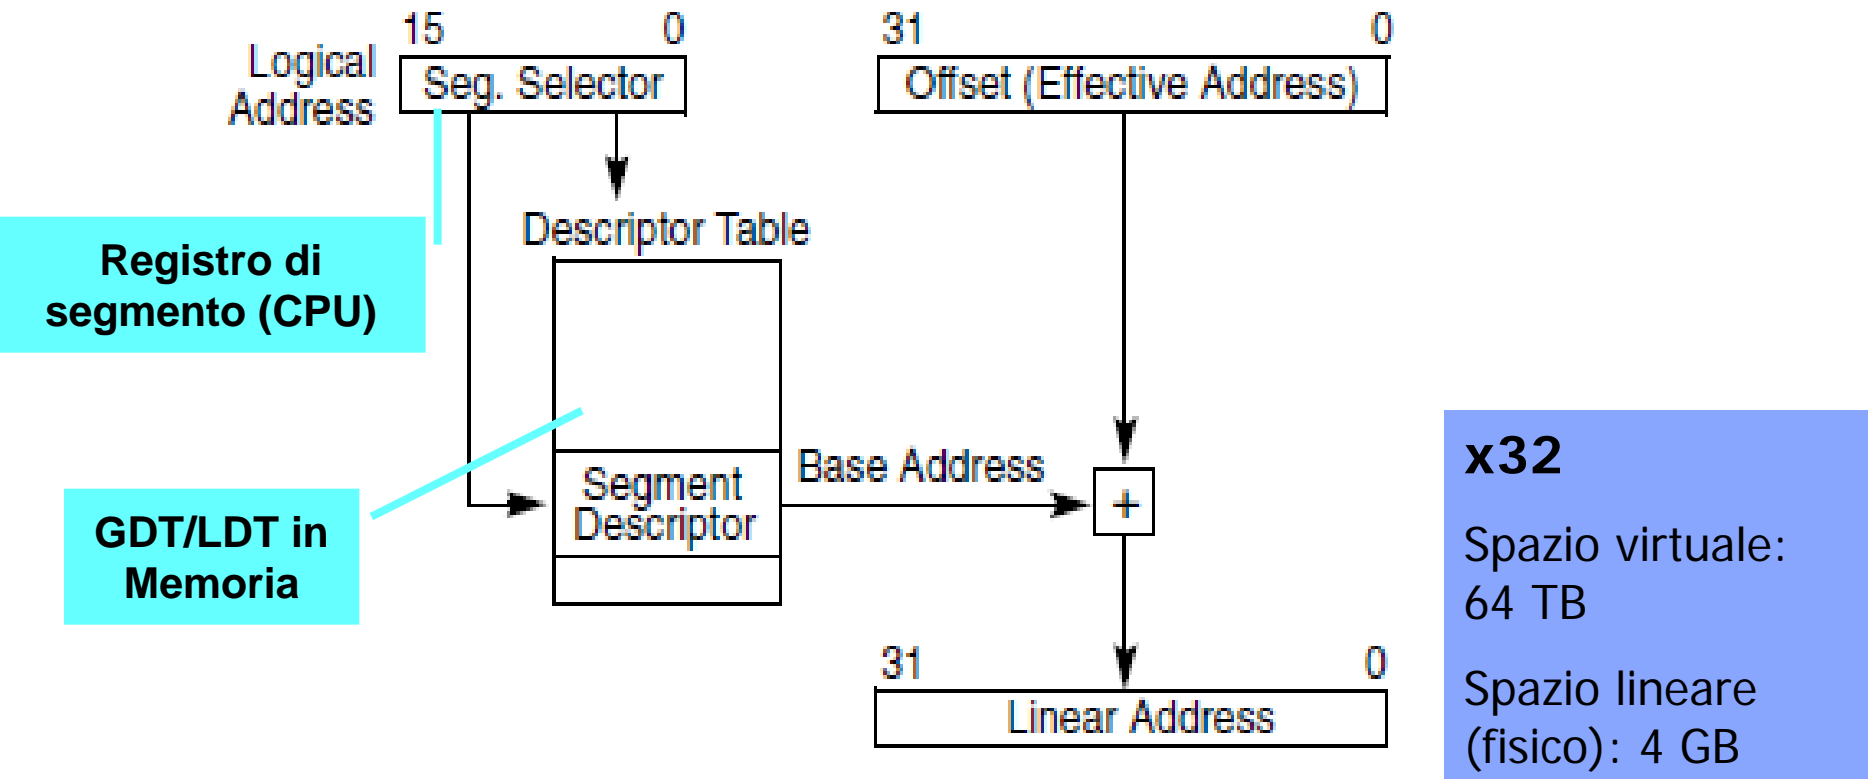 15 0
31 0
Logical
Address
Seg. Selector
Offset (Effective Address)
Descriptor Table
Registro di
segmento (CPU)
Base Address
Segment
Descriptor
+
GDT/LDT in
Memoria
31 0
Linear Address
x32
Spazio virtuale:
64 TB
Spazio lineare
(fisico): 4 GB